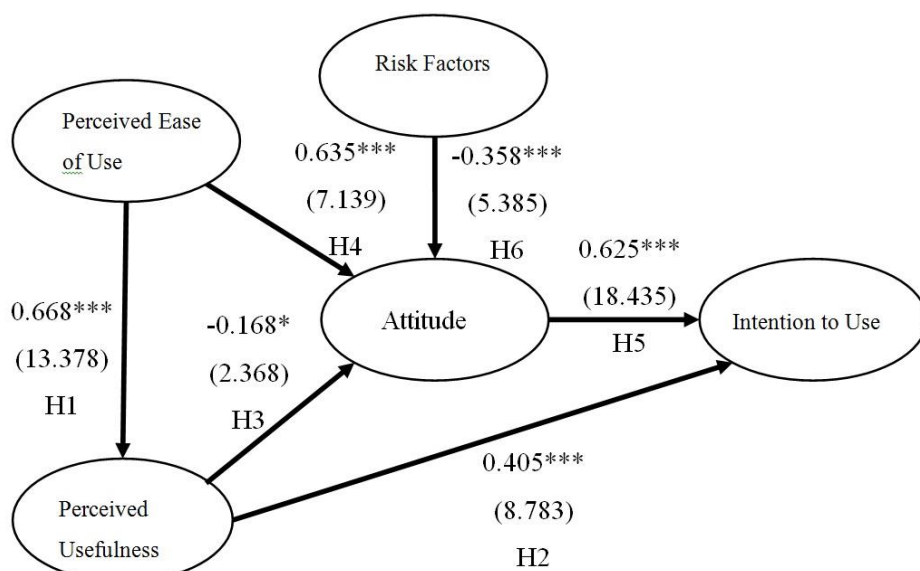 Risk Factors
Perceived Ease
of Use
0.635***
(7.139)
H4
-0.358***
(5.385)
H6
0.668***
(13.378)
H1
-0.168*
(2.368)
H3
Attitude
0.625***
(18.435)
H5
Intention to Use
Perceived
Usefulness
0.405***
(8.783)
H2